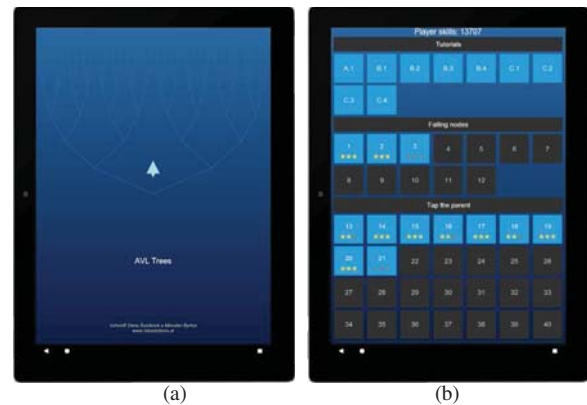 AVL Trees
(a)
Player skills: 13707
Tutorials
A.1 B.1 B.2 B.3 B.4 C.1 C.2
C.3 C.4
Falling nodes
1 2 3 4 5 6 7
8 9 10 11 12
Tap the parent
13 14 15 16 17 18 19
20 21 22 23 24 25 26
27 28 29 30 31 32 33
34 35 36 37 38 39 40
(b)